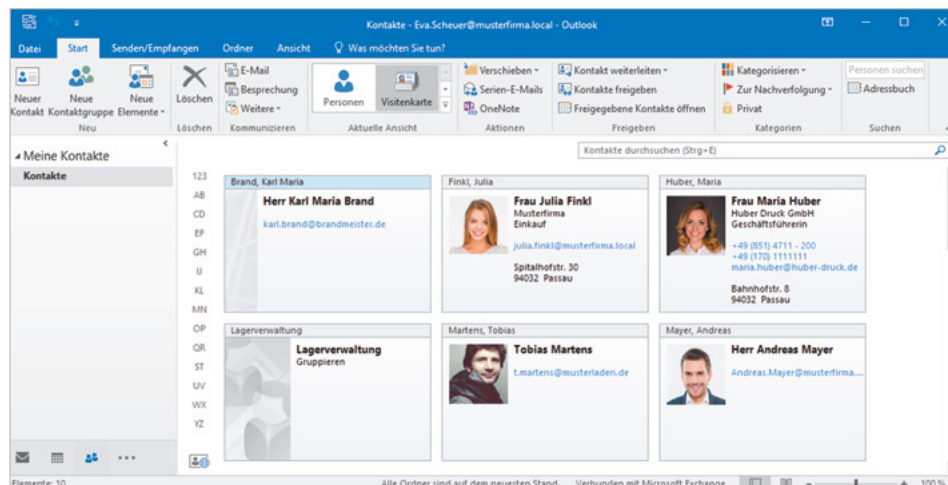 Kontakte - Eva.Scheuer@musterfirma.local - Outlook
Datei Start Senden/Empfangen Ordner Ansicht Was möchten Sie tun?
Neuer Kontakt
Neue Kontaktgruppe
Neue Elemente
Neu
Löschen
Löschen
E-Mail
Besprechung
Weitere
Kommunizieren
Personen
Visitenkarte
Aktuelle Ansicht
Verschieben
Serien-E-Mails
OneNote
Aktionen
Kontakt weiterleiten
Kontakte freigeben
Freigegebene Kontakte öffnen
Freigeben
Kategorisieren
Zur Nachverfolgung
Privat
Kategorien
Personen suchen
Adressbuch
Suchen
Meine Kontakte
Kontakte
Kontakte durchsuchen (Strg+E)
123
AB
CD
EF
GH
IJ
KL
MN
OP
QR
ST
UV
WX
YZ
Brand, Karl Maria
Herr Karl Maria Brand
karl.brand@brandmeister.de
Finkl, Julia
Frau Julia Finkl
Musterfirma
Einkauf
julia.finkl@musterfirma.local
Spitalhofstr. 30
94032 Passau
Huber, Maria
Frau Maria Huber
Huber Druck GmbH
Geschäftsführerin
+49 (851) 4711 - 200
+49 (170) 1111111
maria.huber@huber-druck.de
Bahnhofstr. 8
94032 Passau
Lagerverwaltung
Lagerverwaltung
Gruppieren
Martens, Tobias
Tobias Martens
t.martens@musterladen.de
Mayer, Andreas
Herr Andreas Mayer
Andreas.Mayer@musterfirma....
Elemente: 10
Alle Ordner sind auf dem neuesten Stand. Verbunden mit Microsoft Exchange 100 %